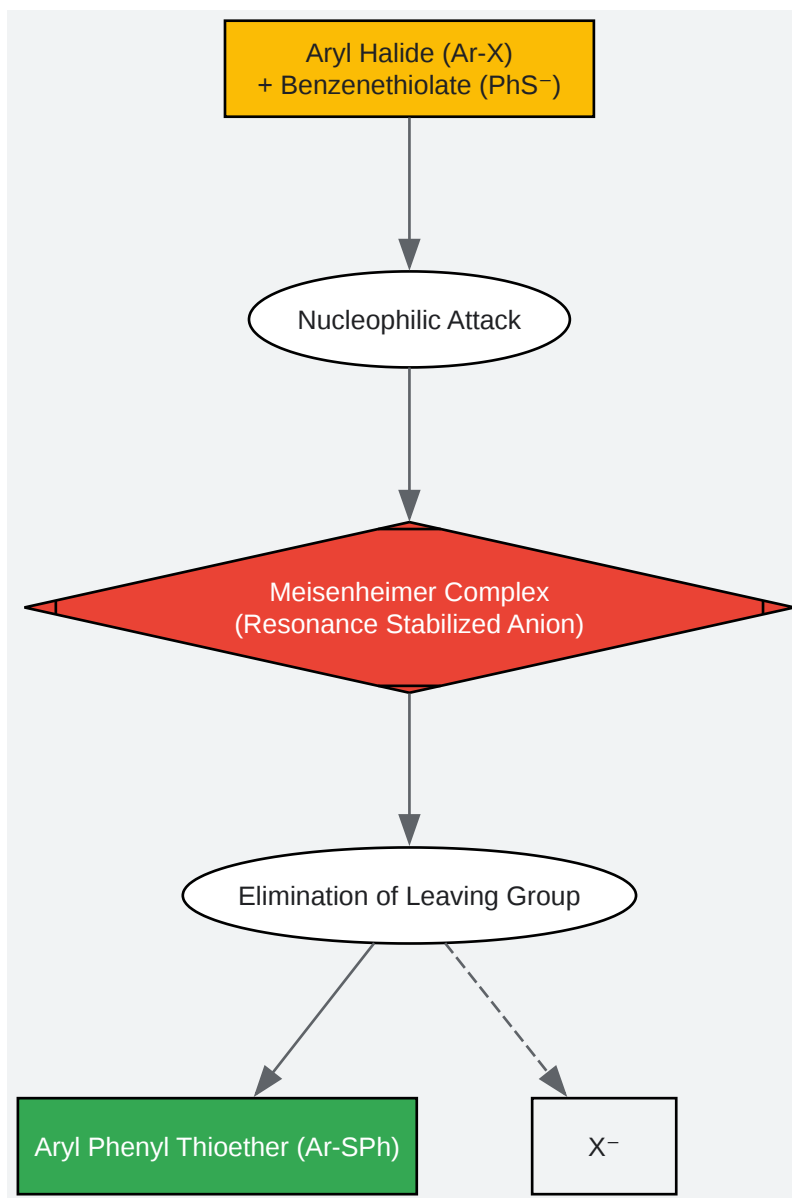 Aryl Halide (Ar-X)
+ Benzenethiolate (PhS⁻)
Nucleophilic Attack
Meisenheimer Complex
(Resonance Stabilized Anion)
Elimination of Leaving Group
Aryl Phenyl Thioether (Ar-SPh)
X⁻